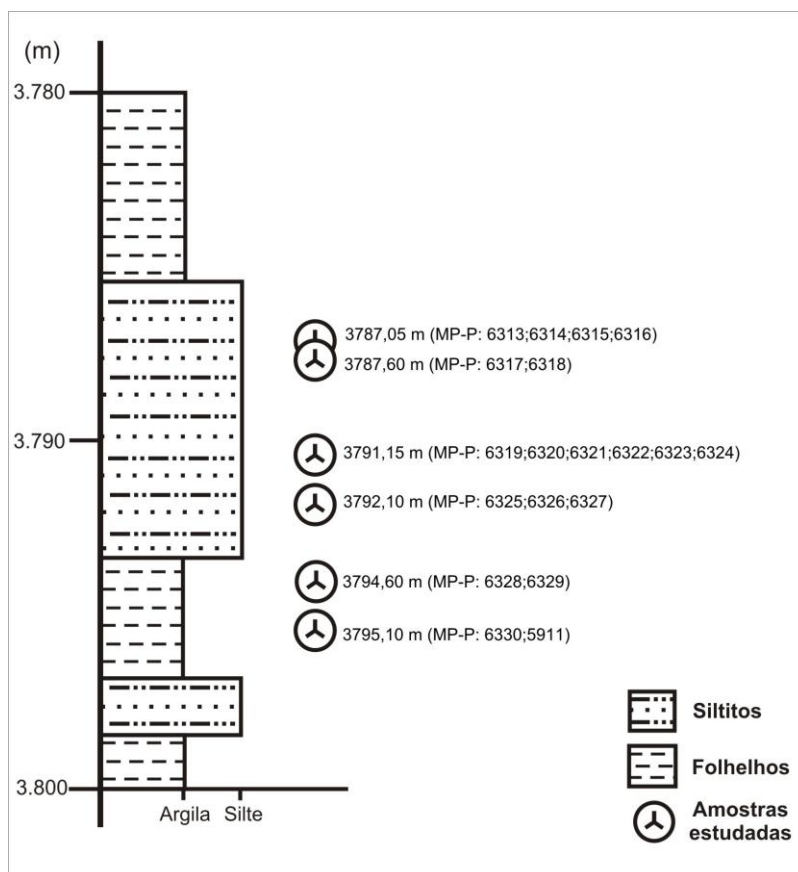 (m)
3.780
3787,05 m (MP-P: 6313;6314;6315;6316)
3787,60 m (MP-P: 6317;6318)
3.790
3791,15 m (MP-P: 6319;6320;6321;6322;6323;6324)
3792,10 m (MP-P: 6325;6326;6327)
3794,60 m (MP-P: 6328;6329)
3795,10 m (MP-P: 6330;5911)
3.800
Argila Silte
Siltitos
Folhelhos
Amostras
estudadas